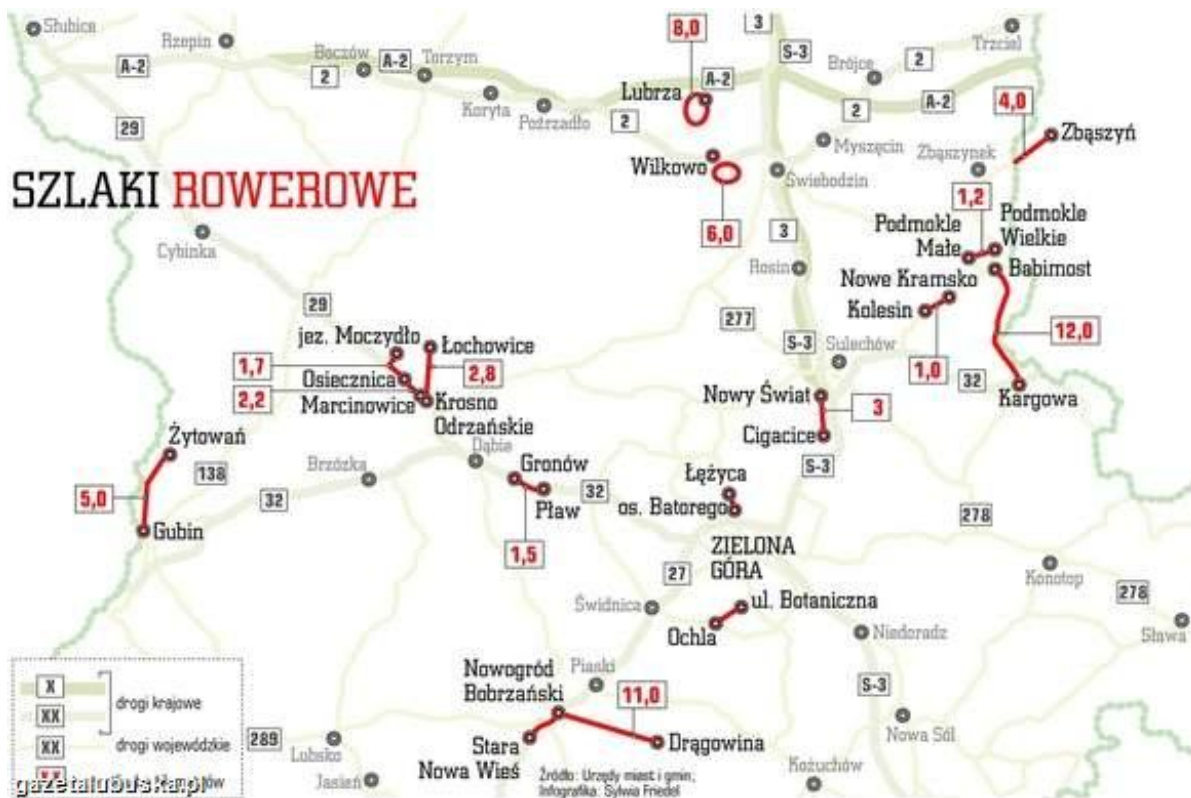 Słubice
Rzepin
A-2
Boczów
2
A-2
Torzym
Koryta
Poźrzadło
2
29
8,0
3
S-3
A-2
Lubrza
Brójce
2
Trzciel
2
A-2
4,0
Zbąszyń
Myszęcin
Zbąszynek
Wilkowo
Świebodzin
SZLAKI ROWEROWE
6,0
1,2
Podmokle
Małe
Podmokle
Wielkie
Cybinka
3
Rosin
Babimost
Nowe Kramsko
Kolesin
29
277
S-3
Sulechów
12,0
jez. Moczydło
Łochowice
1,7
2,8
Osiecznica
2,2
Marcinowice
Krosno
Odrzańskie
1,0
32
Kargowa
Nowy Świat
3
Cigacice
S-3
Żytowań
138
Brzózka
Dąbie
Gronów
32
Pław
5,0
32
Gubin
1,5
Łężyca
os. Batorego
278
ZIELONA
GÓRA
27
Konotop
278
Sława
Świdnica
ul. Botaniczna
Ochla
Niedoradz
Piaski
Nowogród
Bobrzański
11,0
S-3
Stara
Nowa Wieś
Drągowina
Nowa Sól
X
XX
drogi krajowe
XX
drogi wojewódzkie
289
Lubsko
Jasień
Kożuchów
Źródło: Urzędy miast i gmin;
Infografika: Sylwia Friedel
gazetalubuska.pl